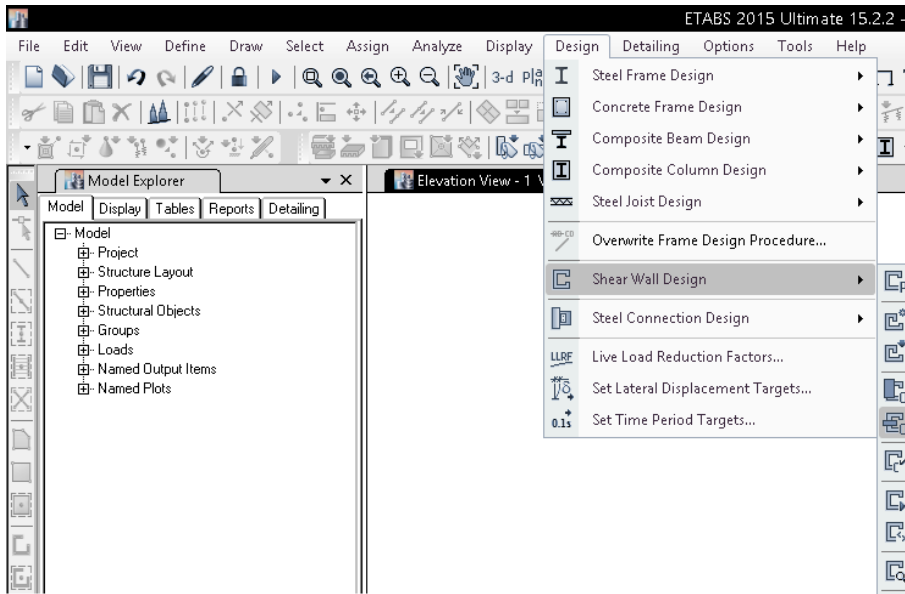 ETABS 2015 Ultimate 15.2.2 -
File Edit View Define Draw Select Assign Analyze Display Design Detailing Options Tools Help
3-d
Model Explorer
Elevation View - 1
Model Display Tables Reports Detailing
Model
Project
Structure Layout
Properties
Structural Objects
Groups
Loads
Named Output Items
Named Plots
Steel Frame Design
Concrete Frame Design
Composite Beam Design
Composite Column Design
Steel Joist Design
Overwrite Frame Design Procedure...
Shear Wall Design
Steel Connection Design
LLRF Live Load Reduction Factors...
Set Lateral Displacement Targets...
0.1s Set Time Period Targets...